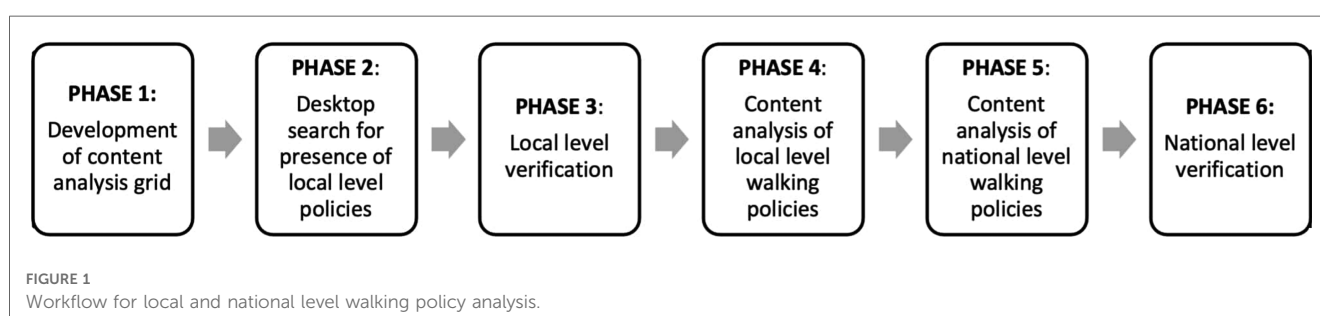 PHASE 1:
Development
of content
analysis grid
PHASE 2:
Desktop
search for
presence of
local level
policies
PHASE 3:
Local level
verification
PHASE 4:
Content
analysis of
local level
walking
policies
PHASE 5:
Content
analysis of
national level
walking
policies
PHASE 6:
National level
verification
FIGURE 1
Workflow for local and national level walking policy analysis.